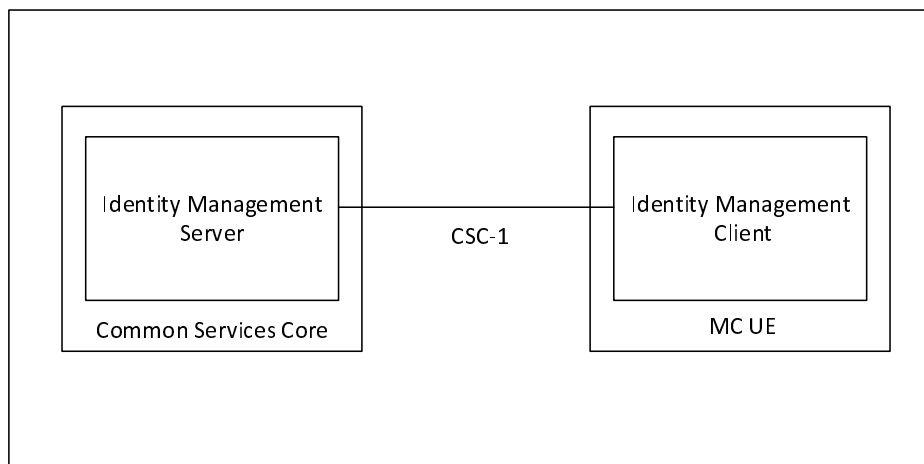 Identity Management
Server
Common Services Core
CSC-1
Identity Management
Client
MC UE